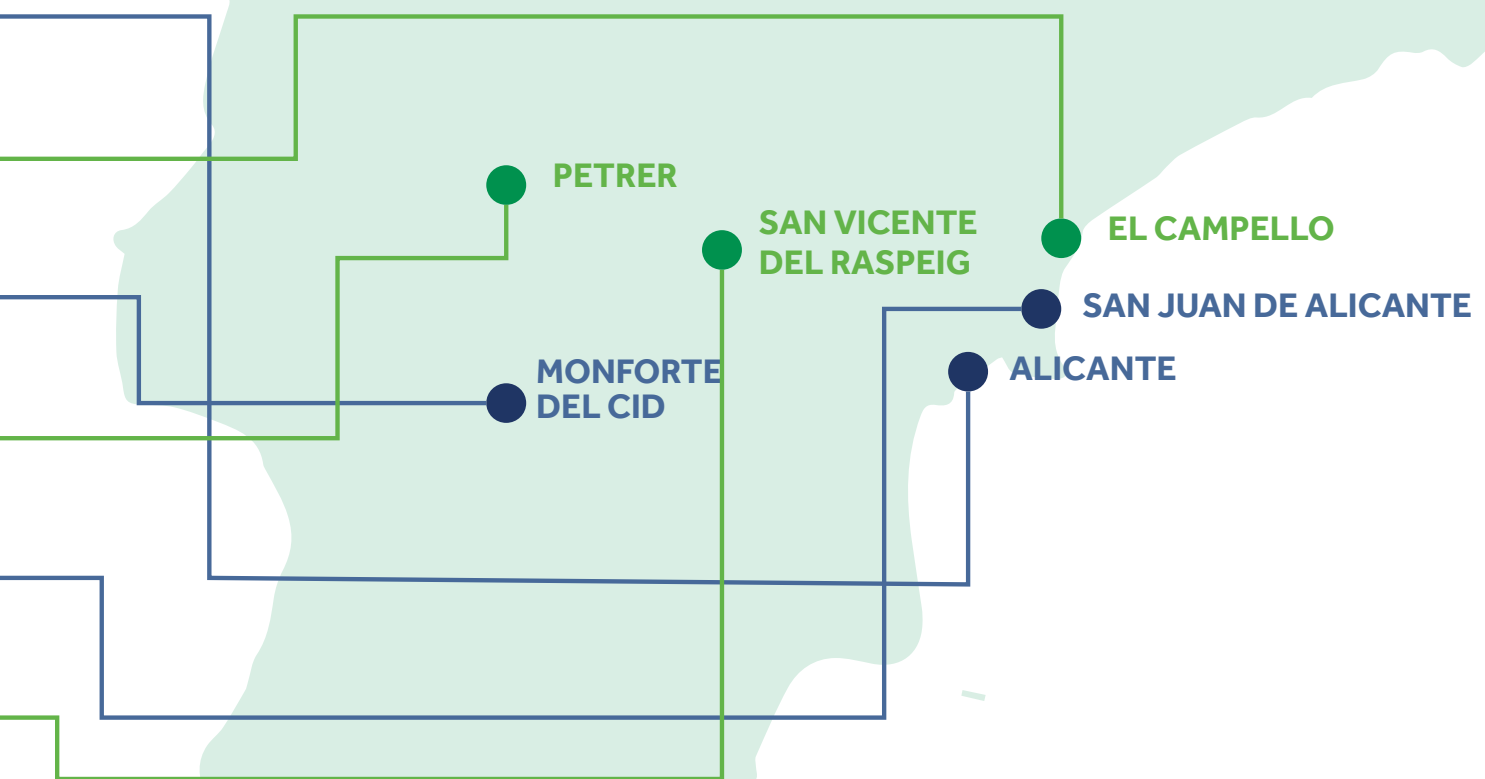 PETRER
SAN VICENTE
DEL RASPEIG
EL CAMPELLO
SAN JUAN DE ALICANTE
MONFORTE
DEL CID
ALICANTE